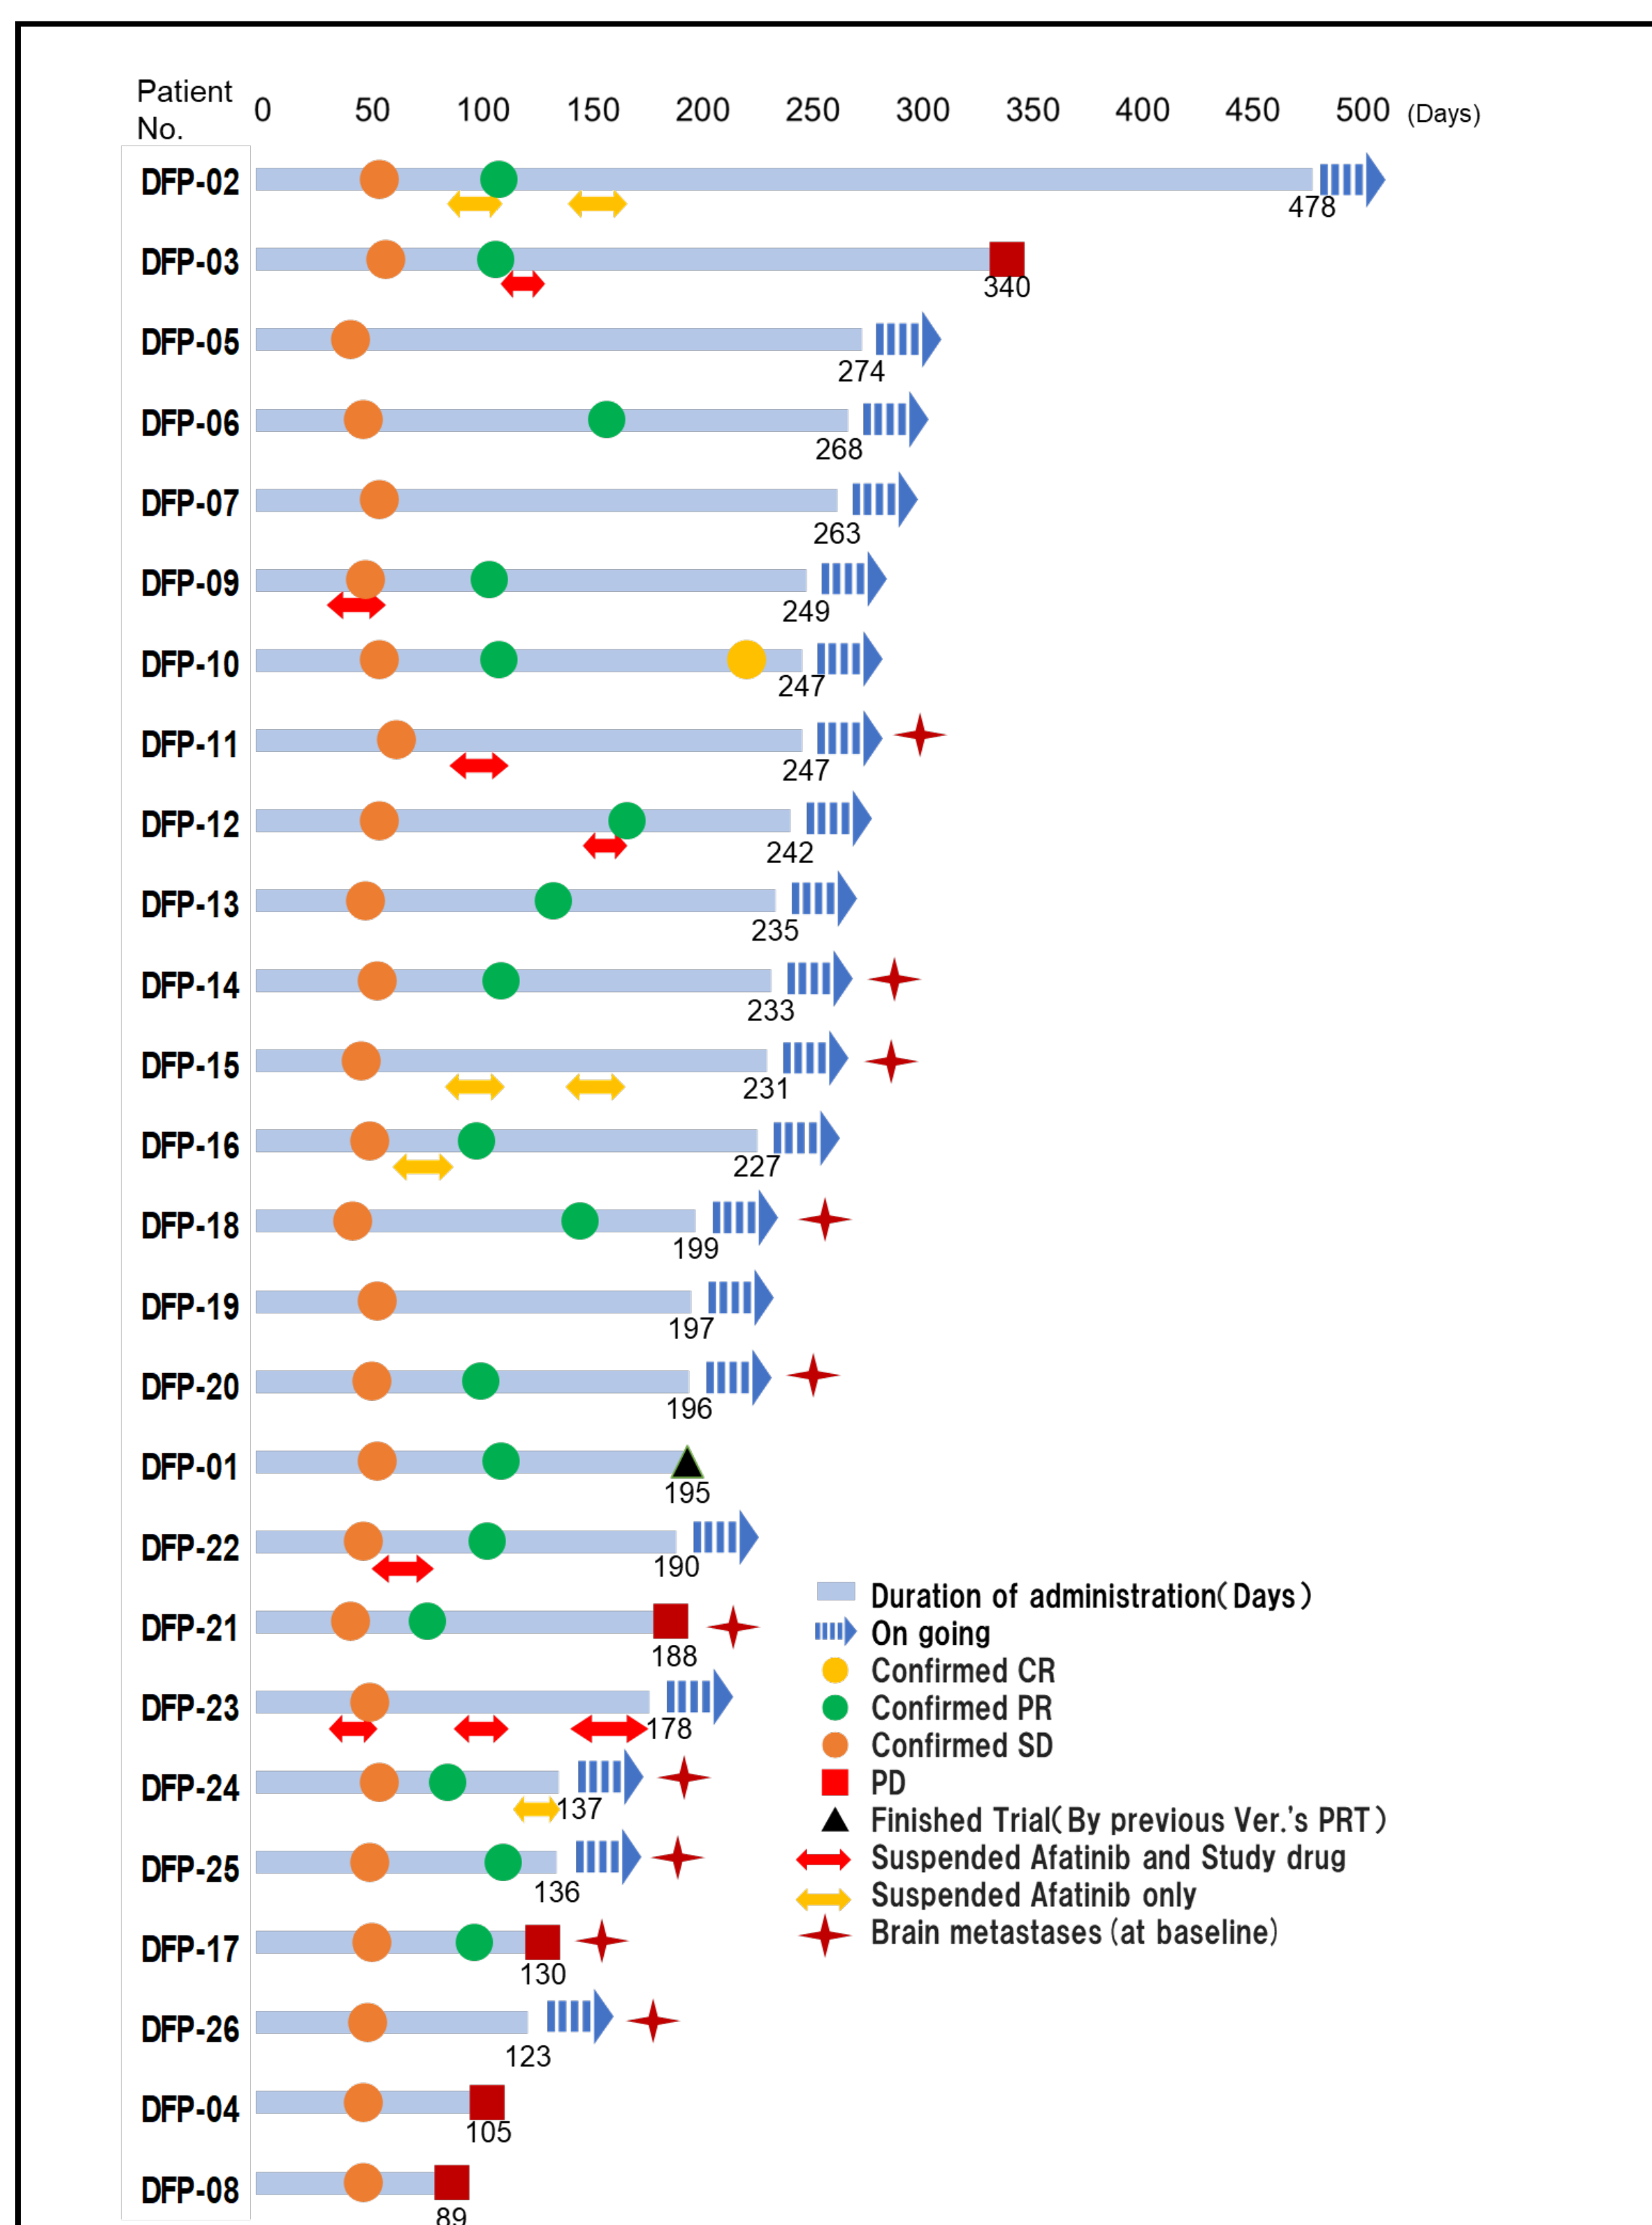 Patient No.
0 50 100 150 200 250 300 350 400 450 500 (Days)
DFP-02
478
DFP-03
340
DFP-05
274
DFP-06
268
DFP-07
263
DFP-09
249
DFP-10
247
DFP-11
247
DFP-12
242
DFP-13
235
DFP-14
233
DFP-15
231
DFP-16
227
DFP-18
199
DFP-19
197
DFP-20
196
DFP-01
195
DFP-22
190
DFP-21
188
DFP-23
178
DFP-24
137
DFP-25
136
DFP-17
130
DFP-26
123
DFP-04
105
DFP-08
89
Duration of administration(Days)
On going
Confirmed CR
Confirmed PR
Confirmed SD
PD
Finished Trial(By previous Ver.'s PRT)
Suspended Afatinib and Study drug
Suspended Afatinib only
Brain metastases (at baseline)